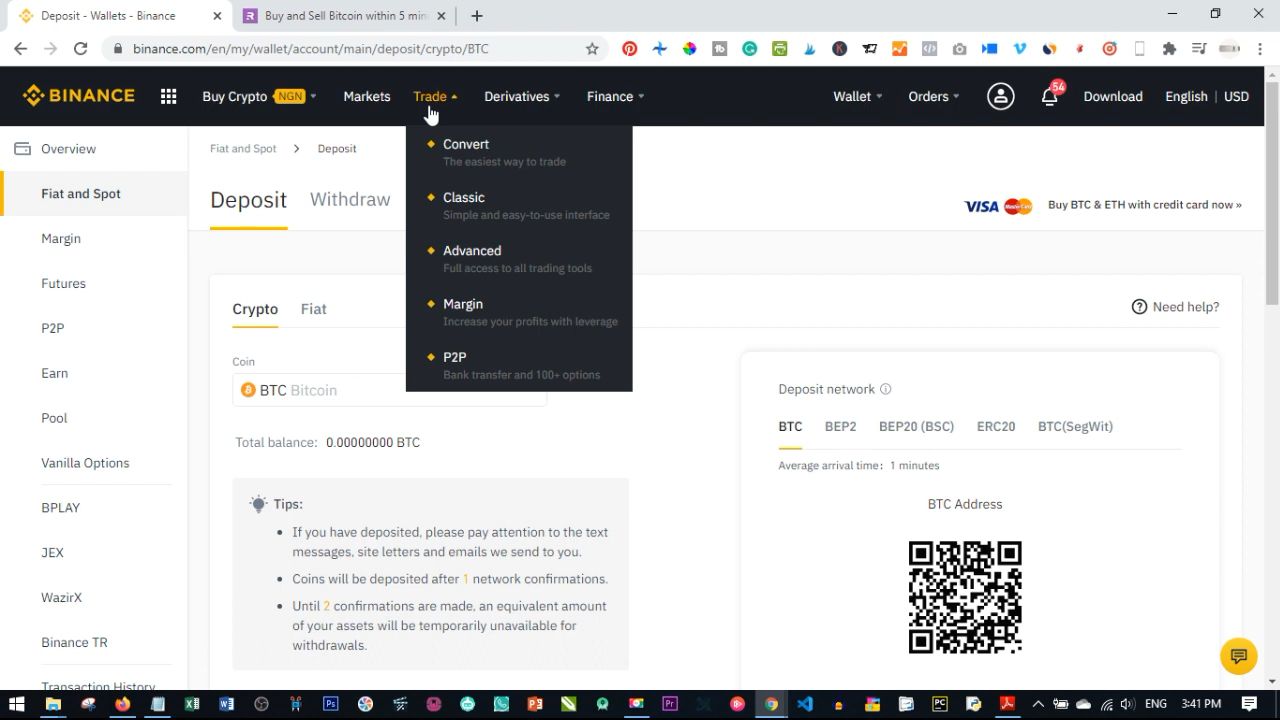 Deposit - Wallets - Binance
Buy and Sell Bitcoin within 5 min
binance.com/en/my/wallet/account/main/deposit/crypto/BTC
BINANCE Buy Crypto NGN Markets Trade Derivatives Finance Wallet Orders 54 Download English | USD
Overview
Fiat and Spot
Margin
Futures
P2P
Earn
Pool
Vanilla Options
BPLAY
JEX
WazirX
Binance TR
Transaction History
Fiat and Spot > Deposit
Deposit Withdraw
VISA MasterCard Buy BTC & ETH with credit card now »
Convert
The easiest way to trade
Classic
Simple and easy-to-use interface
Advanced
Full access to all trading tools
Margin
Increase your profits with leverage
P2P
Bank transfer and 100+ options
Crypto Fiat
Need help?
Coin
BTC Bitcoin
Total balance: 0.00000000 BTC
Tips:
If you have deposited, please pay attention to the text
messages, site letters and emails we send to you.
Coins will be deposited after 1 network confirmations.
Until 2 confirmations are made, an equivalent amount
of your assets will be temporarily unavailable for
withdrawals.
Deposit network
BTC BEP2 BEP20 (BSC) ERC20 BTC(SegWit)
Average arrival time: 1 minutes
BTC Address
ENG 3:41 PM